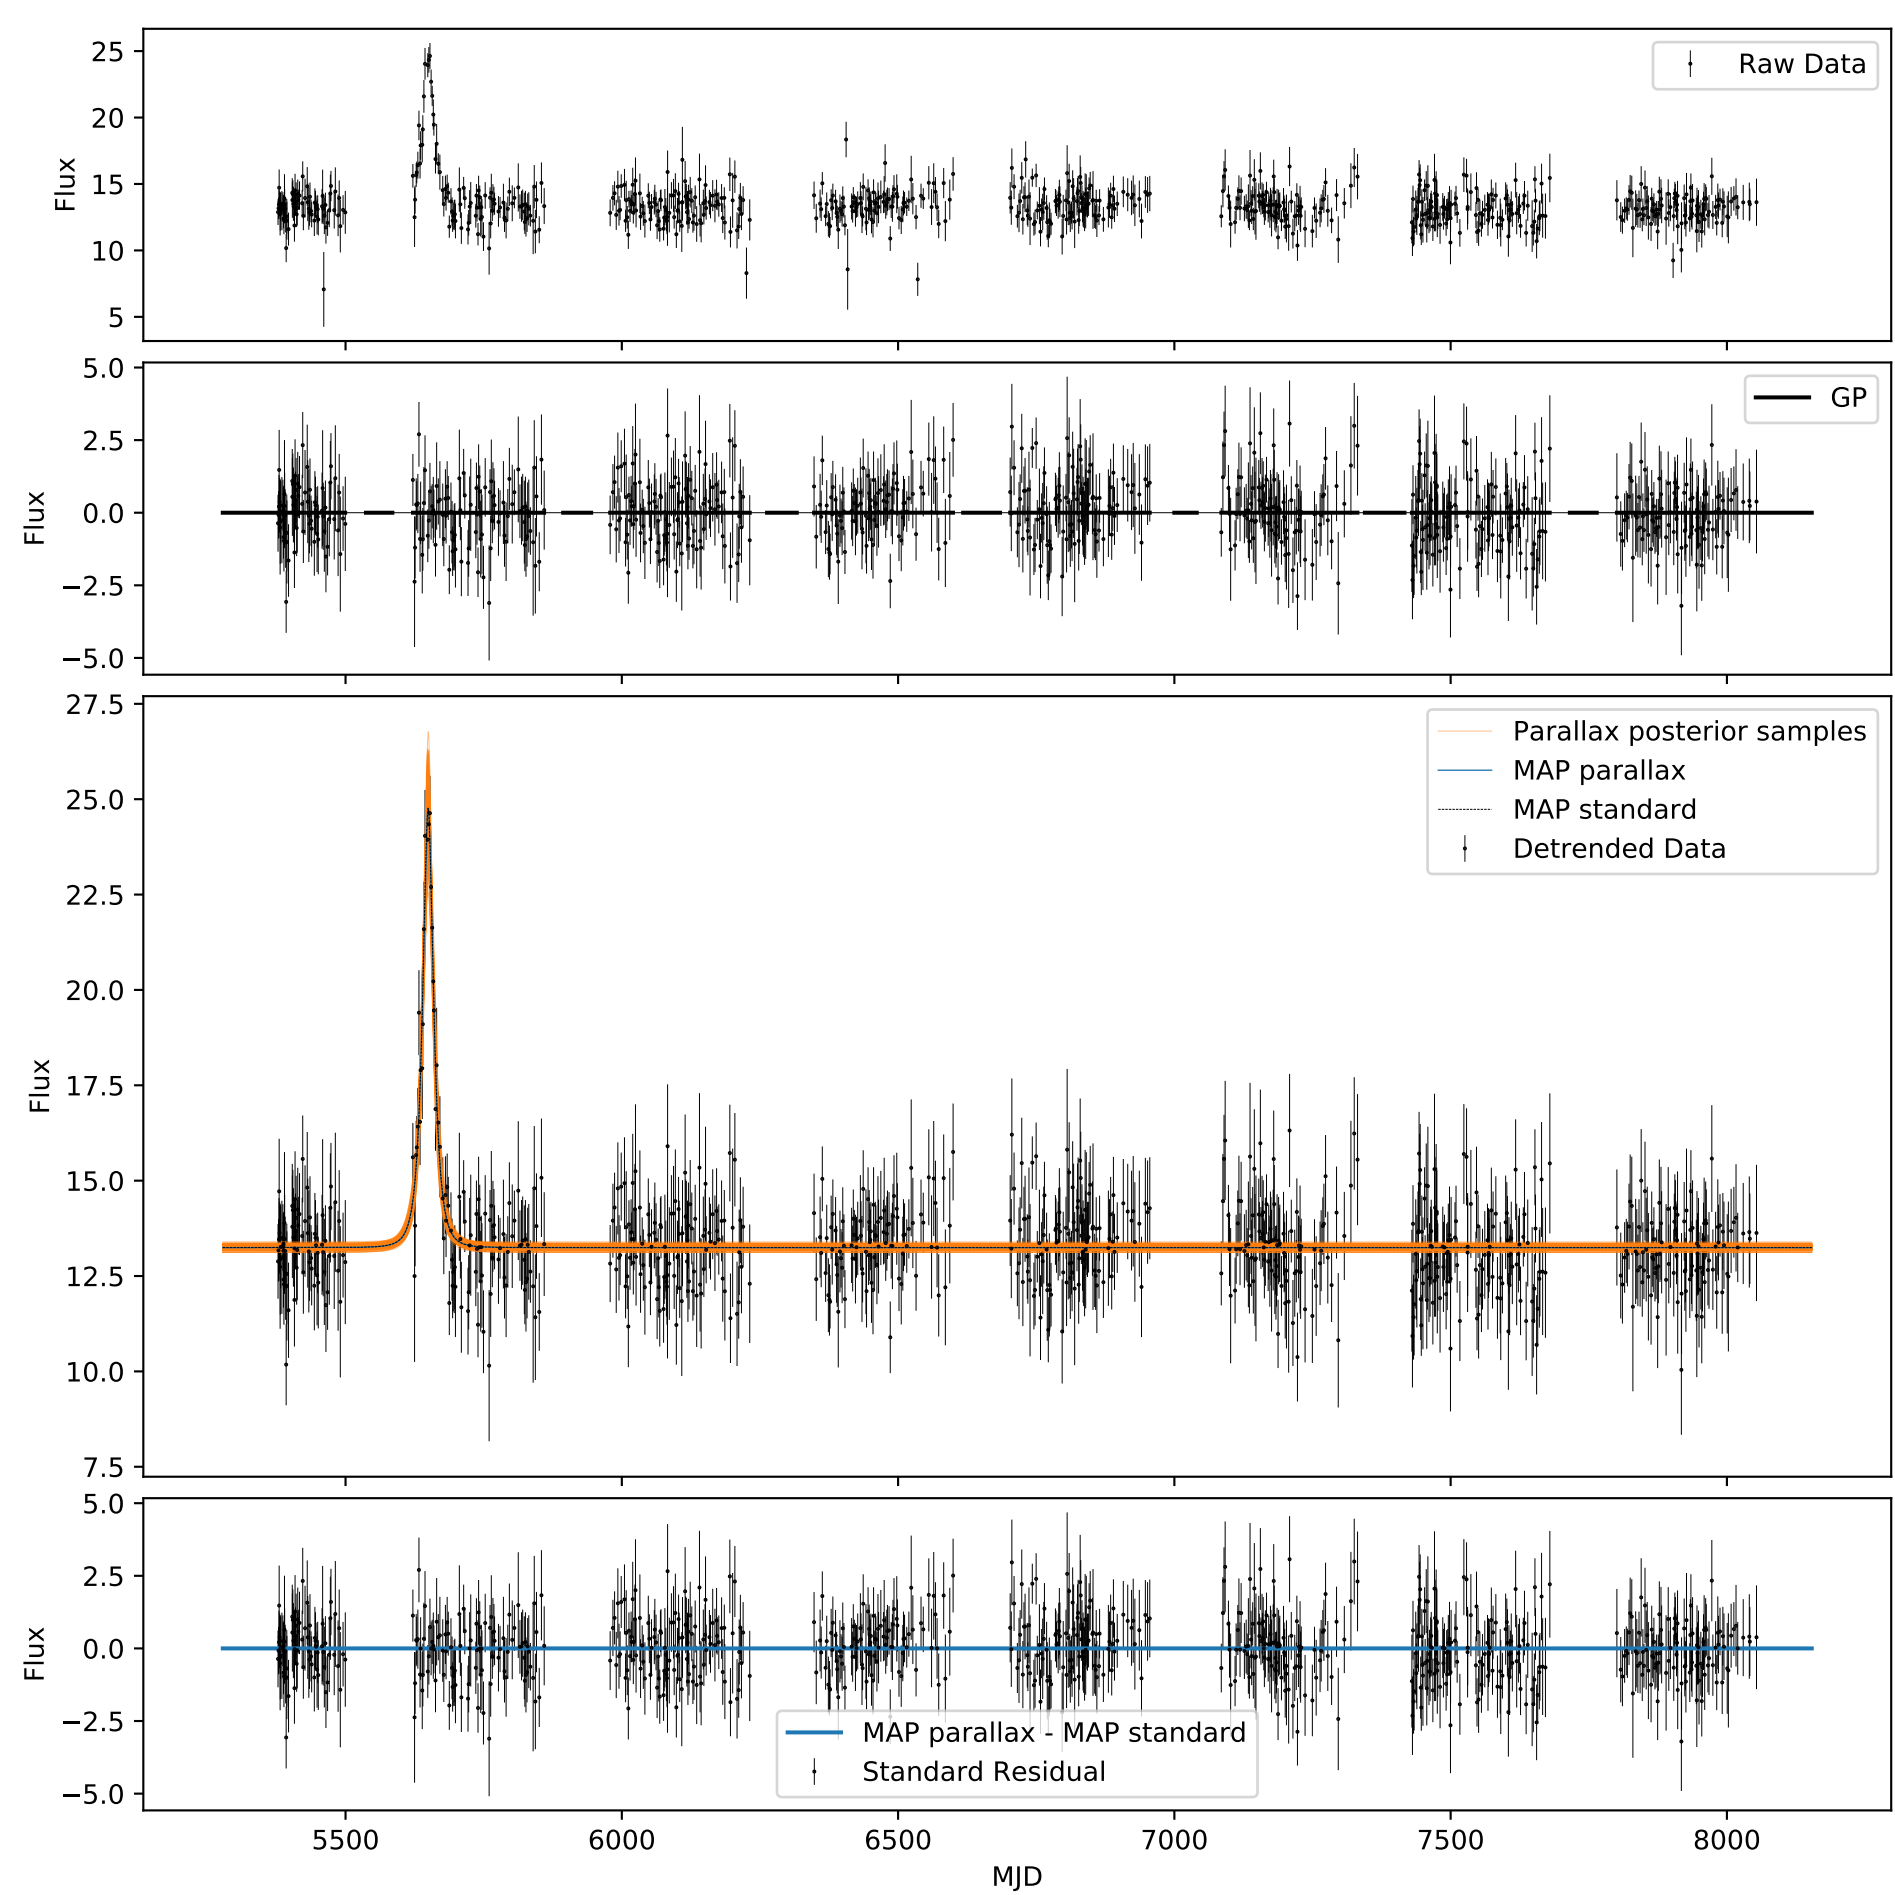 25
20
15
10
5
Flux
Raw Data
5.0
2.5
0.0
−2.5
−5.0
Flux
GP
27.5
25.0
22.5
20.0
17.5
15.0
12.5
10.0
7.5
Flux
Parallax posterior samples
MAP parallax
MAP standard
Detrended Data
5.0
2.5
0.0
−2.5
−5.0
Flux
MAP parallax - MAP standard
Standard Residual
5500 6000 6500 7000 7500 8000
MJD